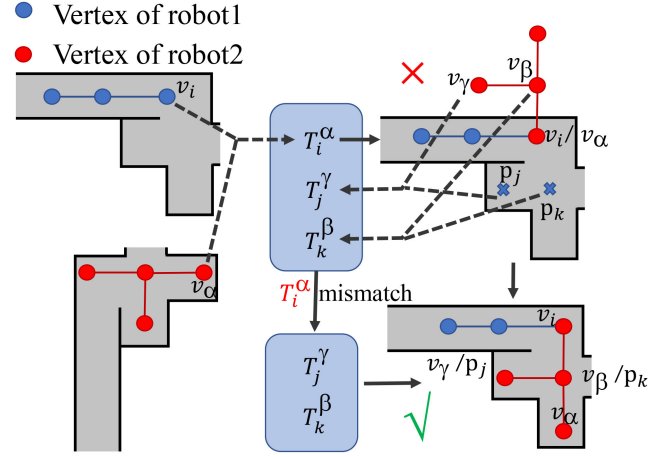 Vertex of robot1
Vertex of robot2
v_i
v_α
T_i^α
T_j^γ
T_k^β
v_γ
v_β
v_i/ v_α
p_j
p_k
T_i^α mismatch
T_j^γ
T_k^β
v_i
v_γ /p_j
v_β /p_k
v_α